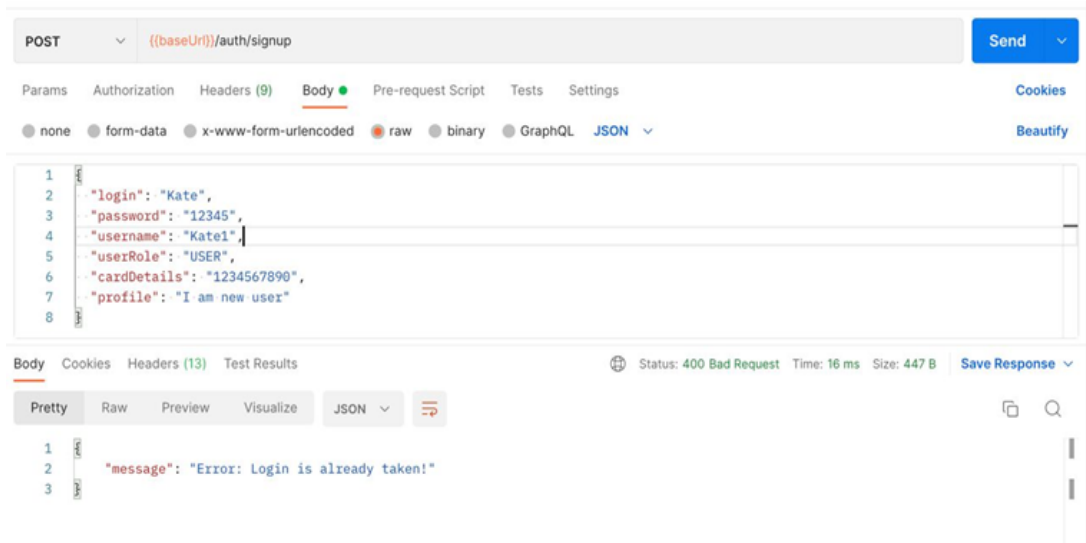 POST {{baseUrl}}/auth/signup Send
Params Authorization Headers (9) Body Pre-request Script Tests Settings Cookies
none form-data x-www-form-urlencoded raw binary GraphQL JSON Beautify
1 {
2 "login": "Kate",
3 "password": "12345",
4 "username": "Kate1",
5 "userRole": "USER",
6 "cardDetails": "1234567890",
7 "profile": "I am new user"
8 }
Body Cookies Headers (13) Test Results Status: 400 Bad Request Time: 16 ms Size: 447 B Save Response
Pretty Raw Preview Visualize JSON
1 {
2 "message": "Error: Login is already taken!"
3 }